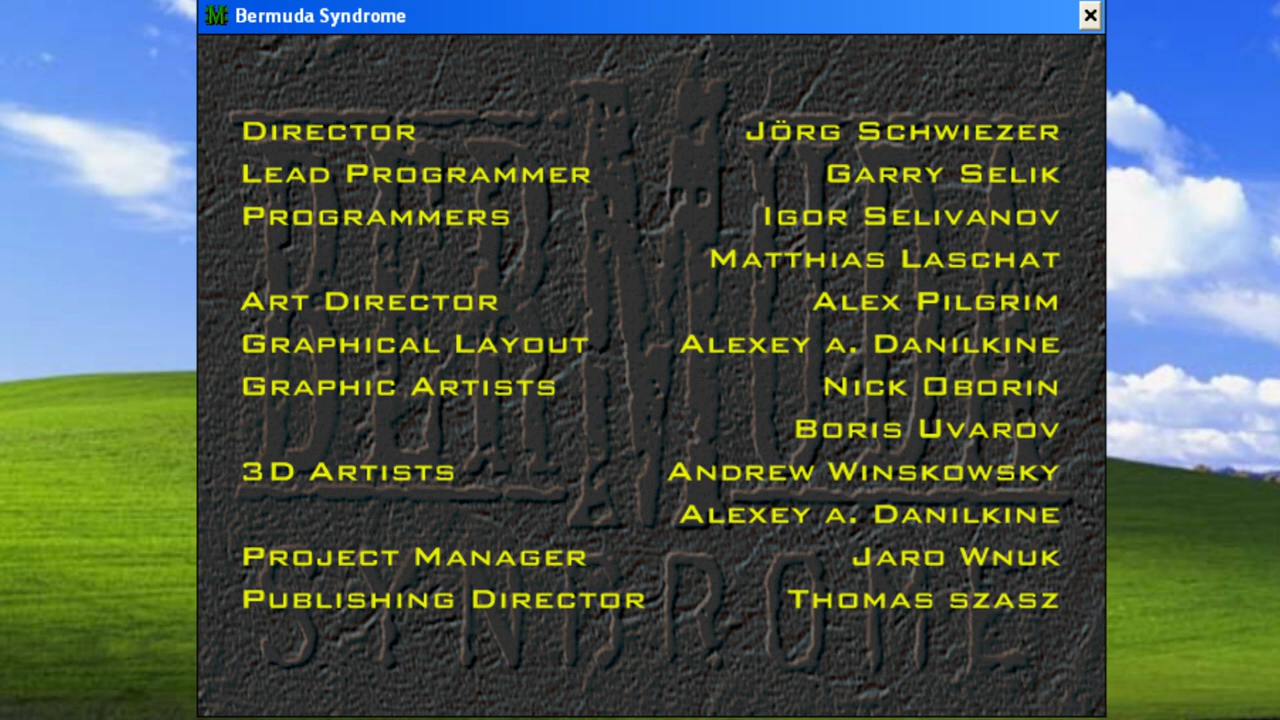 Bermuda Syndrome
Director Jörg Schwiezer
Lead Programmer Garry Selik
Programmers Igor Selivanov
Matthias Laschat
Art Director Alex Pilgrim
Graphical Layout Alexey a. Danilkine
Graphic Artists Nick Oborin
Boris Uvarov
3D Artists Andrew Winskowsky
Alexey a. Danilkine
Project Manager Jaro Wnuk
Publishing Director Thomas szasz
BERMUDA
SYNDROME